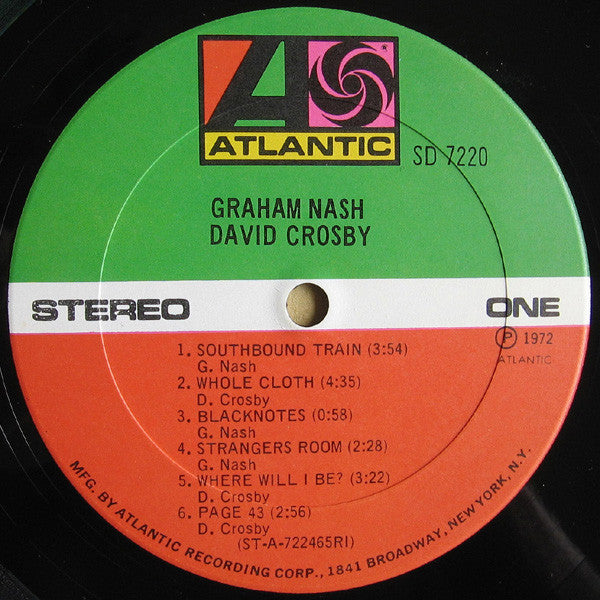 ATLANTIC
SD 7220
GRAHAM NASH
DAVID CROSBY
STEREO
ONE
Ⓟ 1972
ATLANTIC
1. SOUTHBOUND TRAIN (3:54)
G. Nash
2. WHOLE CLOTH (4:35)
D. Crosby
3. BLACKNOTES (0:58)
G. Nash
4. STRANGERS ROOM (2:28)
G. Nash
5. WHERE WILL I BE? (3:22)
D. Crosby
6. PAGE 43 (2:56)
D. Crosby
(ST-A-722465RI)
MFG. BY ATLANTIC RECORDING CORP., 1841 BROADWAY, NEW YORK, N.Y.